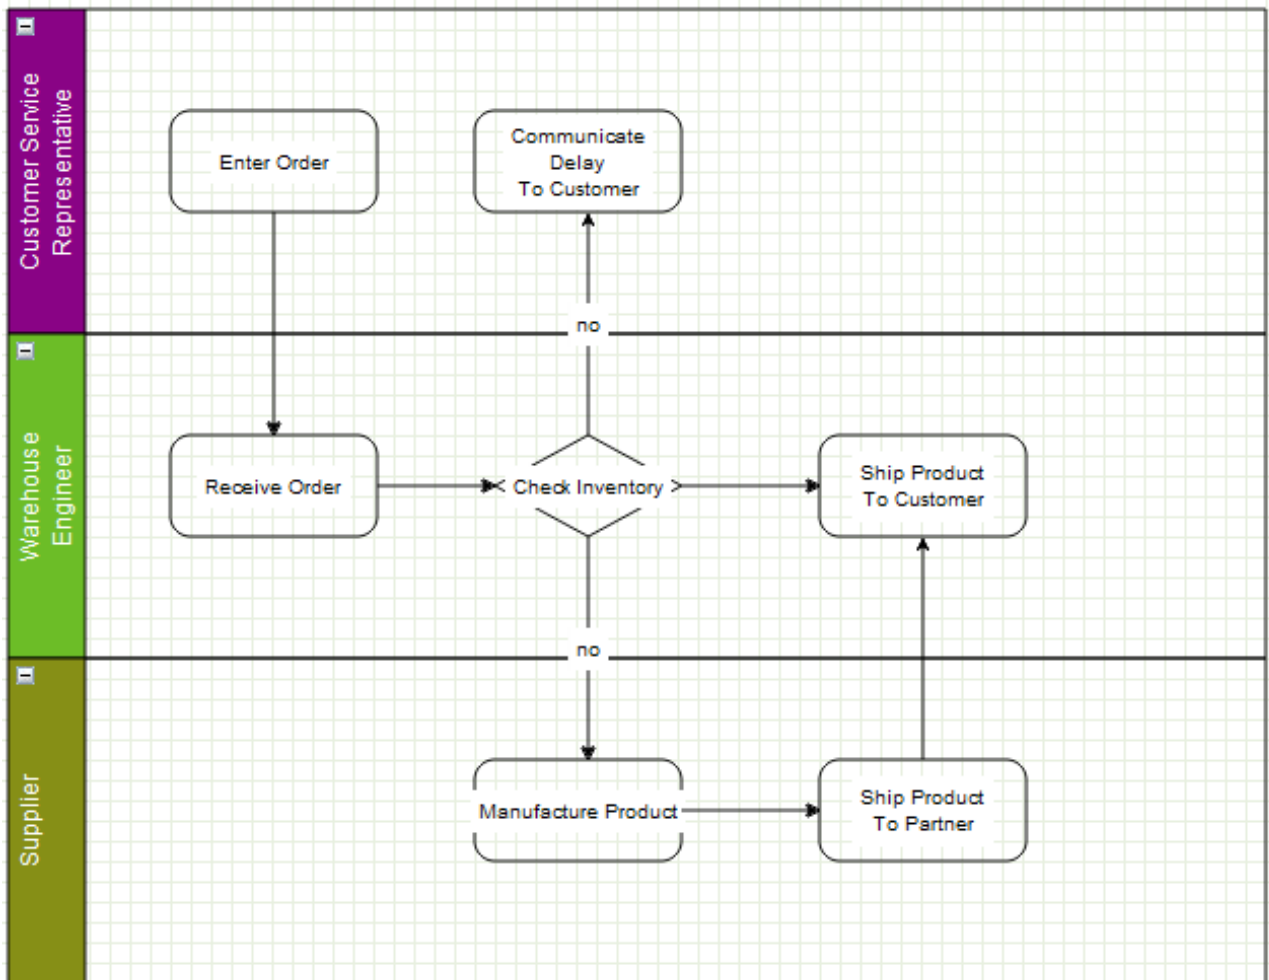 Customer Service
Representative
Enter Order
Communicate
Delay
To Customer
no
Warehouse
Engineer
Receive Order
Check Inventory
Ship Product
To Customer
no
Supplier
Manufacture Product
Ship Product
To Partner